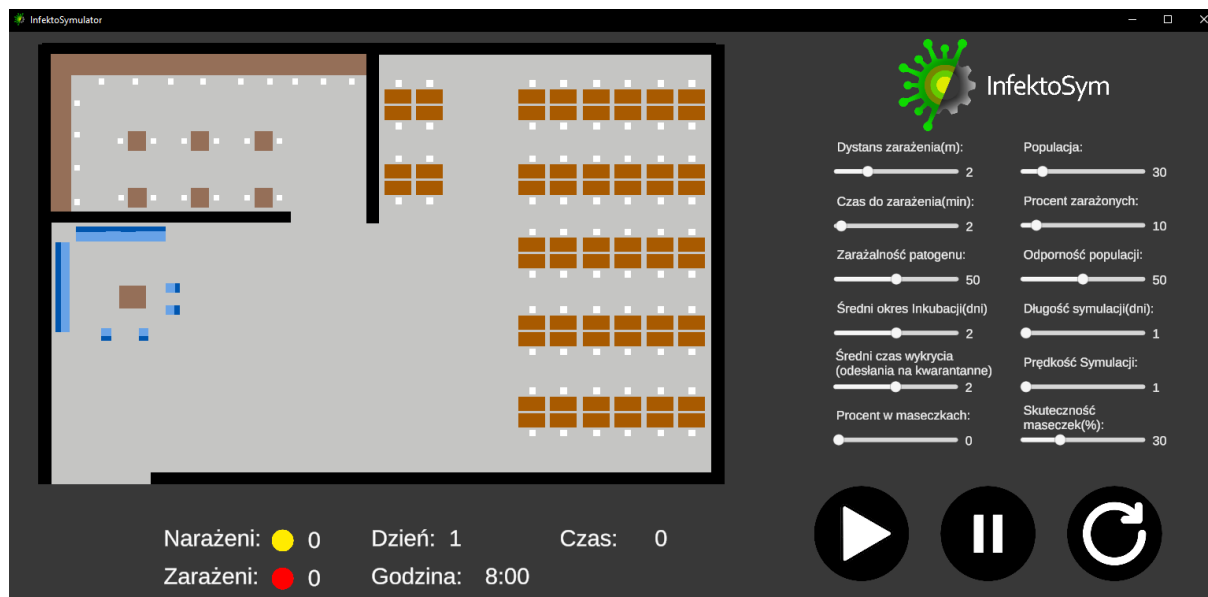 InfektoSymulator
InfektoSym
Dystans zarażenia(m):
2
Populacja:
30
Czas do zarażenia(min):
2
Procent zarażonych:
10
Zarażalność patogenu:
50
Odporność populacji:
50
Średni okres Inkubacji(dni)
2
Długość symulacji(dni):
1
Średni czas wykrycia
(odesłania na kwarantanne)
2
Prędkość Symulacji:
1
Procent w maseczkach:
0
Skuteczność
maseczek(%):
30
Narażeni: 0 Dzień: 1 Czas: 0
Zarażeni: 0 Godzina: 8:00